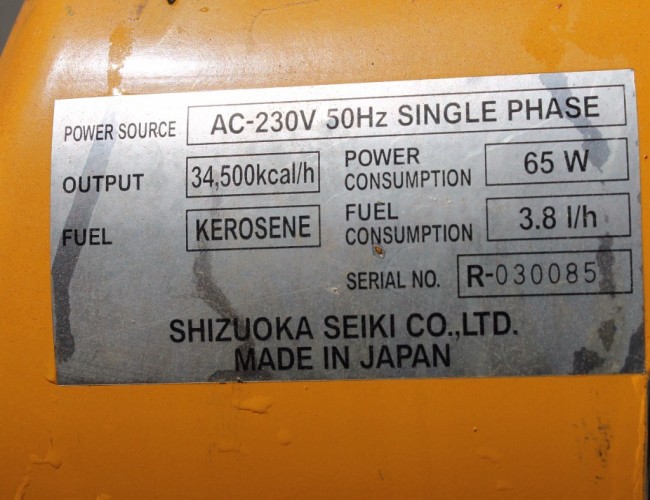 POWER SOURCE AC-230V 50Hz SINGLE PHASE
OUTPUT 34,500kcal/h POWER CONSUMPTION 65 W
FUEL KEROSENE FUEL CONSUMPTION 3.8 l/h
SERIAL NO. R-030085
SHIZUOKA SEIKI CO.,LTD.
MADE IN JAPAN